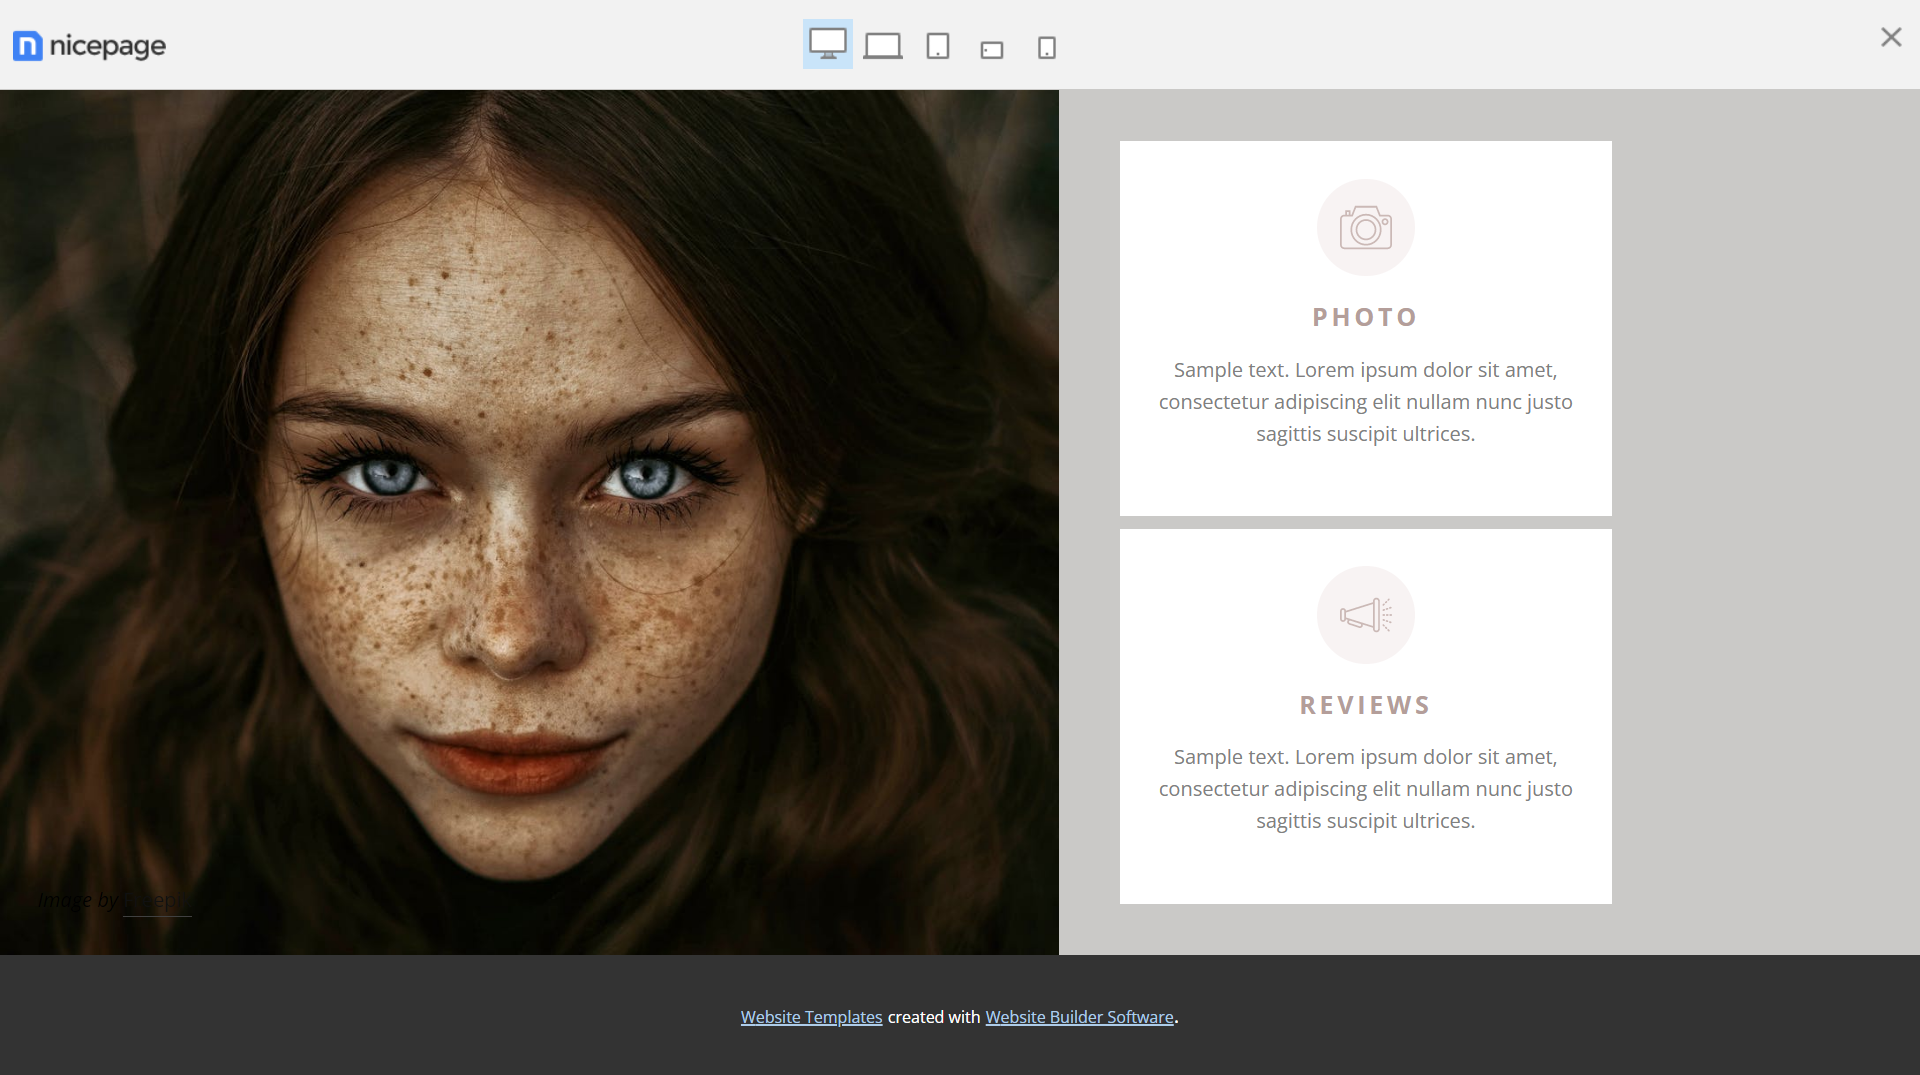 nicepage
PHOTO
Sample text. Lorem ipsum dolor sit amet,
consectetur adipiscing elit nullam nunc justo
sagittis suscipit ultrices.
REVIEWS
Sample text. Lorem ipsum dolor sit amet,
consectetur adipiscing elit nullam nunc justo
sagittis suscipit ultrices.
Image by
Website Templates created with Website Builder Software.